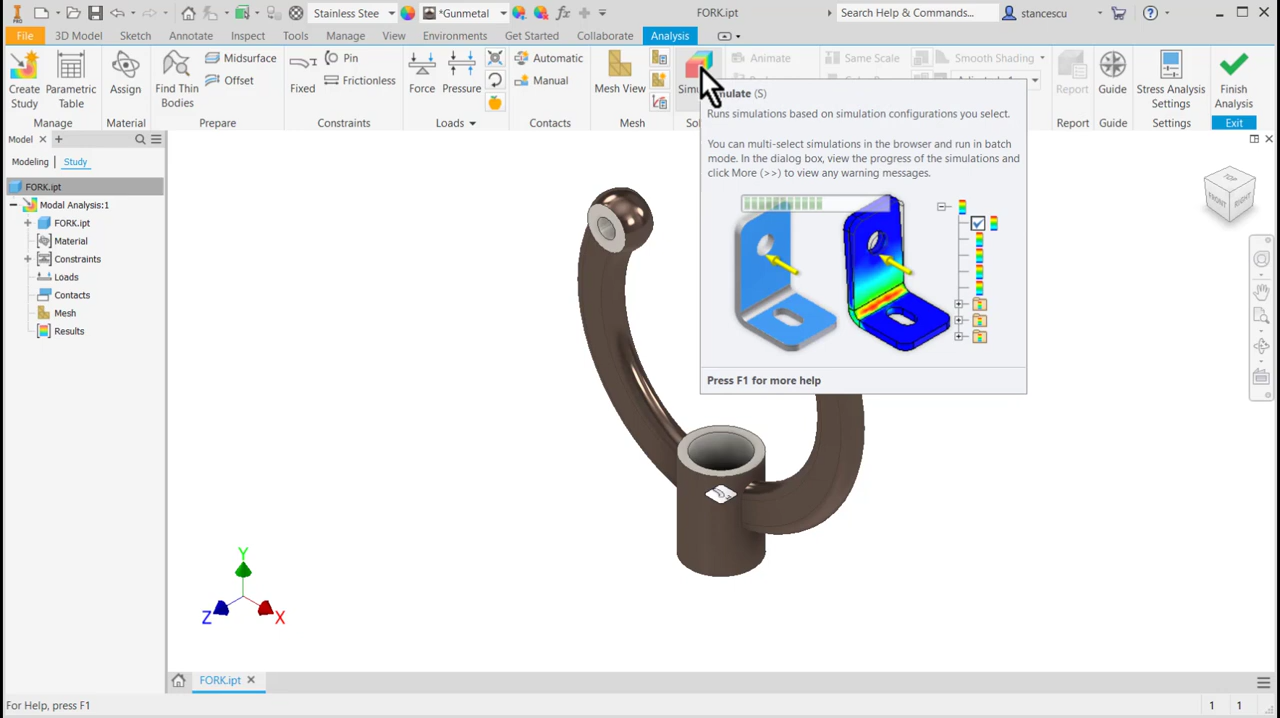 PRO
Stainless Stee
*Gunmetal
FORK.ipt
Search Help & Commands...
stancescu
File
3D Model
Sketch
Annotate
Inspect
Tools
Manage
View
Environments
Get Started
Collaborate
Analysis
Create Study
Parametric Table
Manage
Assign
Material
Find Thin Bodies
Midsurface
Offset
Prepare
Fixed
Pin
Frictionless
Constraints
Force
Pressure
Loads
Automatic
Manual
Contacts
Mesh View
Mesh
Animate
Same Scale
Smooth Shading
Report
Report
Guide
Guide
Stress Analysis Settings
Settings
Finish Analysis
Exit
Simulate (S)
Runs simulations based on simulation configurations you select.
You can multi-select simulations in the browser and run in batch
mode. In the dialog box, view the progress of the simulations and
click More (>>) to view any warning messages.
Press F1 for more help
Model
Modeling
Study
FORK.ipt
Modal Analysis:1
FORK.ipt
Material
Constraints
Loads
Contacts
Mesh
Results
TOP
FRONT
RIGHT
Y
Z
X
FORK.ipt
For Help, press F1
1
1